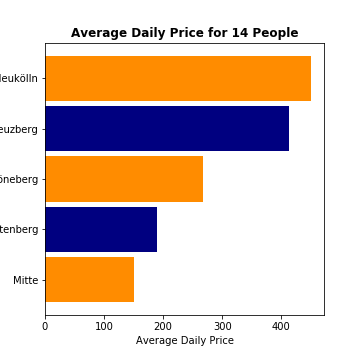 Average Daily Price for 14 People
eukölln
euzberg
öneberg
tenberg
Mitte
0 100 200 300 400
Average Daily Price